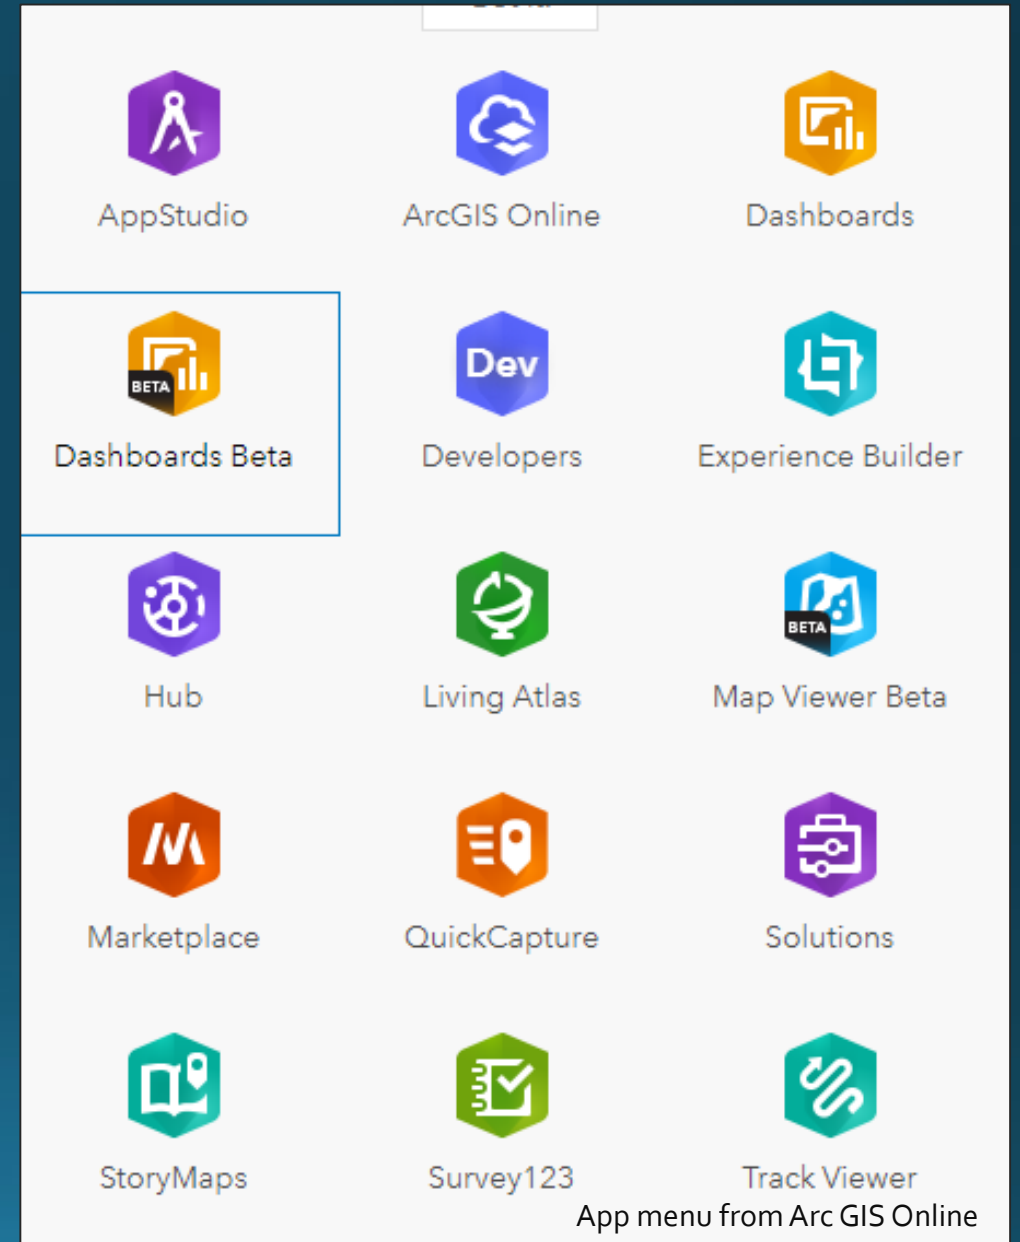 AppStudio ArcGIS Online Dashboards
BETA Dev
Dashboards Beta Developers Experience Builder
BETA
Hub Living Atlas Map Viewer Beta
Marketplace QuickCapture Solutions
StoryMaps Survey123 Track Viewer
App menu from Arc GIS Online